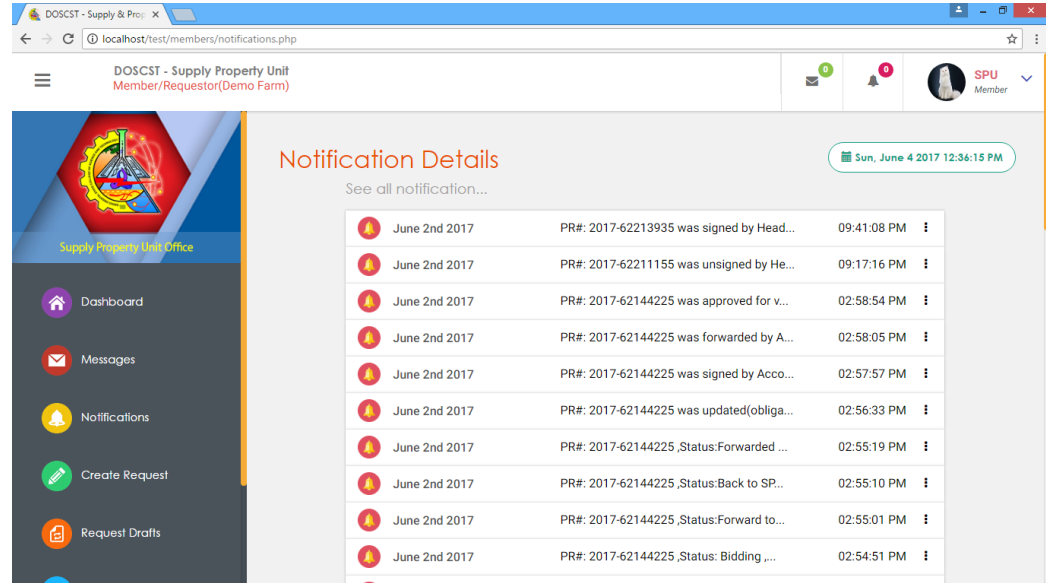 DOSCST - Supply & Prop
localhost/test/members/notifications.php
DOSCST - Supply Property Unit
Member/Requestor(Demo Farm)
0
0
SPU
Member
Supply Property Unit Office
Dashboard
Messages
Notifications
Create Request
Request Drafts
Notification Details
Sun, June 4 2017 12:36:15 PM
See all notification...
June 2nd 2017 PR#: 2017-62213935 was signed by Head... 09:41:08 PM
June 2nd 2017 PR#: 2017-62211155 was unsigned by He... 09:17:16 PM
June 2nd 2017 PR#: 2017-62144225 was approved for v... 02:58:54 PM
June 2nd 2017 PR#: 2017-62144225 was forwarded by A... 02:58:05 PM
June 2nd 2017 PR#: 2017-62144225 was signed by Acco... 02:57:57 PM
June 2nd 2017 PR#: 2017-62144225 was updated(obliga... 02:56:33 PM
June 2nd 2017 PR#: 2017-62144225 ,Status:Forwarded ... 02:55:19 PM
June 2nd 2017 PR#: 2017-62144225 ,Status:Back to SP... 02:55:10 PM
June 2nd 2017 PR#: 2017-62144225 ,Status:Forward to... 02:55:01 PM
June 2nd 2017 PR#: 2017-62144225 ,Status: Bidding ,... 02:54:51 PM